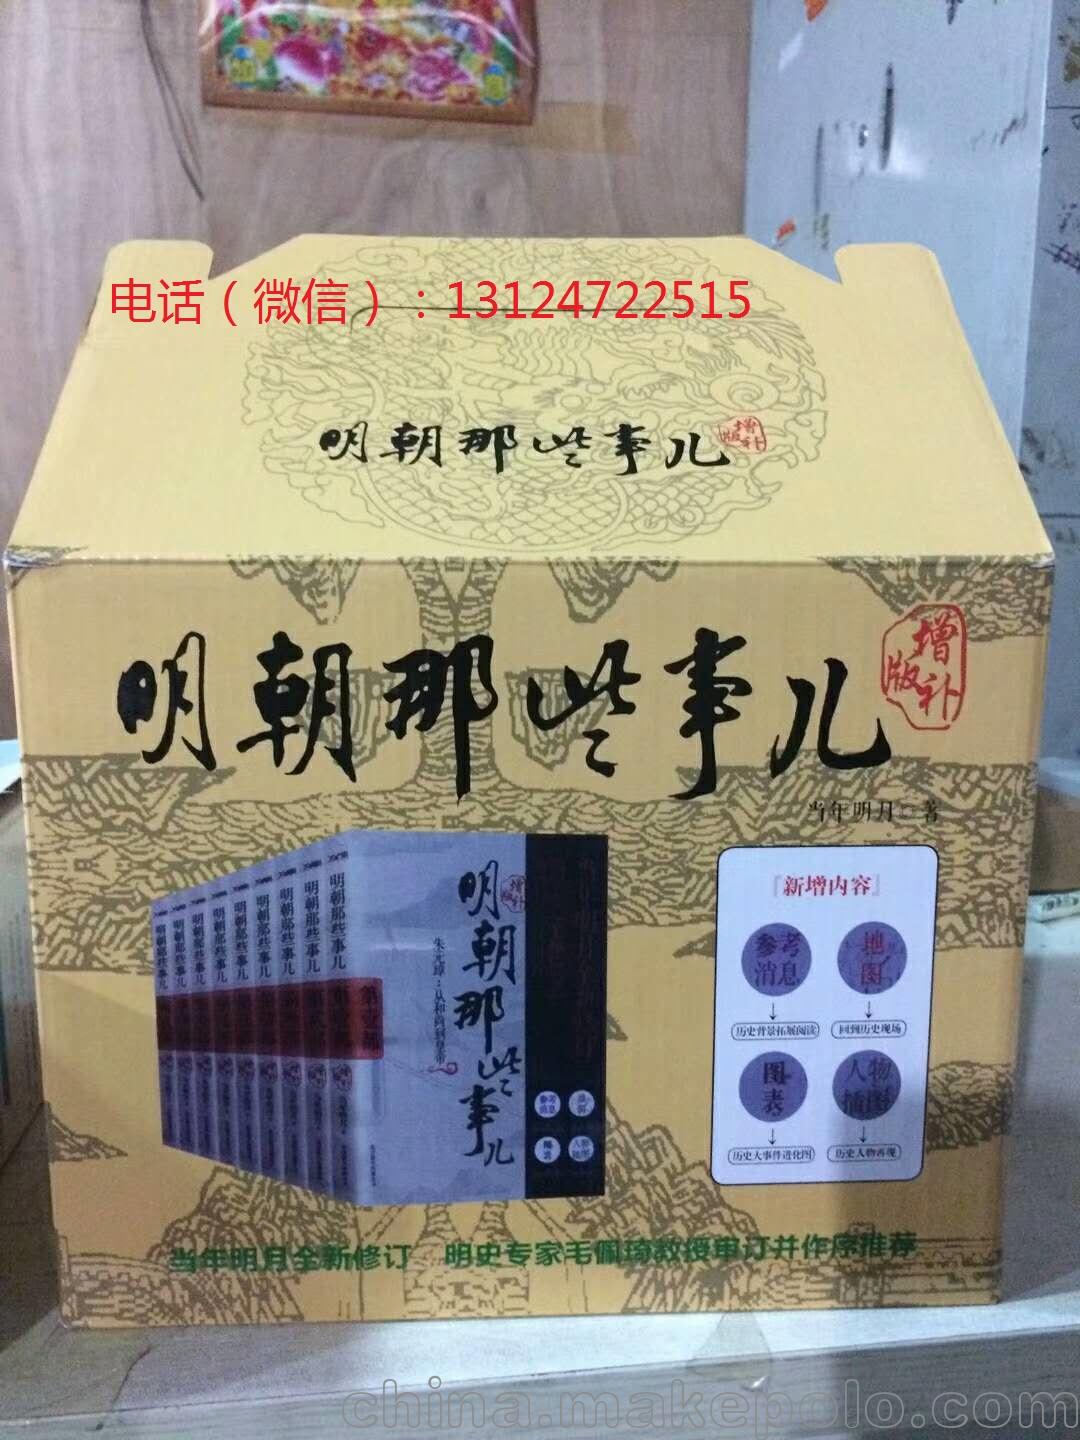 电话（微信）：13124722515
明朝那些事儿
增补版
明朝那些事儿
增补版
当年明月 著
明朝那些事儿
增补版
朱元璋：从和尚到皇帝
明朝那些事儿
明朝那些事儿
明朝那些事儿
明朝那些事儿
明朝那些事儿
明朝那些事儿
明朝那些事儿
明朝那些事儿
明朝那些事儿
『新增内容』
参考消息
历史背景拓展阅读
地图
回到历史现场
图表
历史大事件进化图
人物插图
历史人物再现
当年明月全新修订 明史专家毛佩琦教授审订并作序推荐
china.makepolo.com